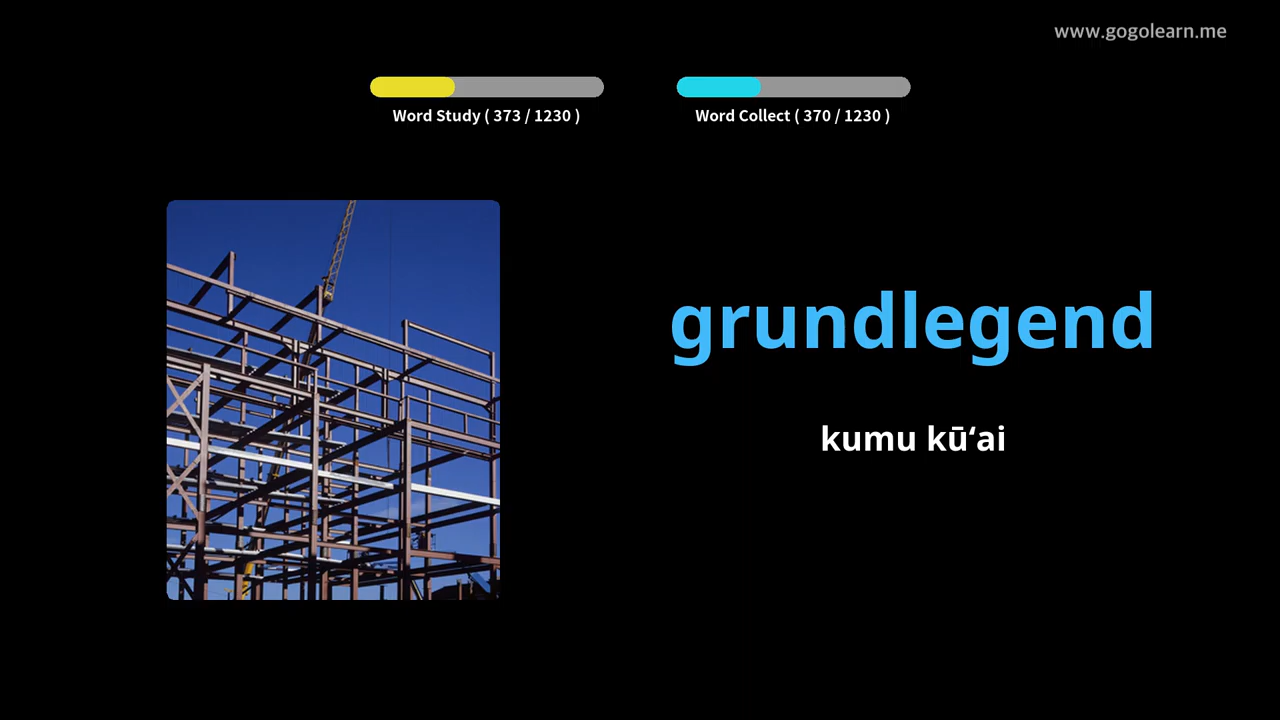 www.gogolearn.me
Word Study ( 373 / 1230 )
Word Collect ( 370 / 1230 )
grundlegend
kumu kūʻai